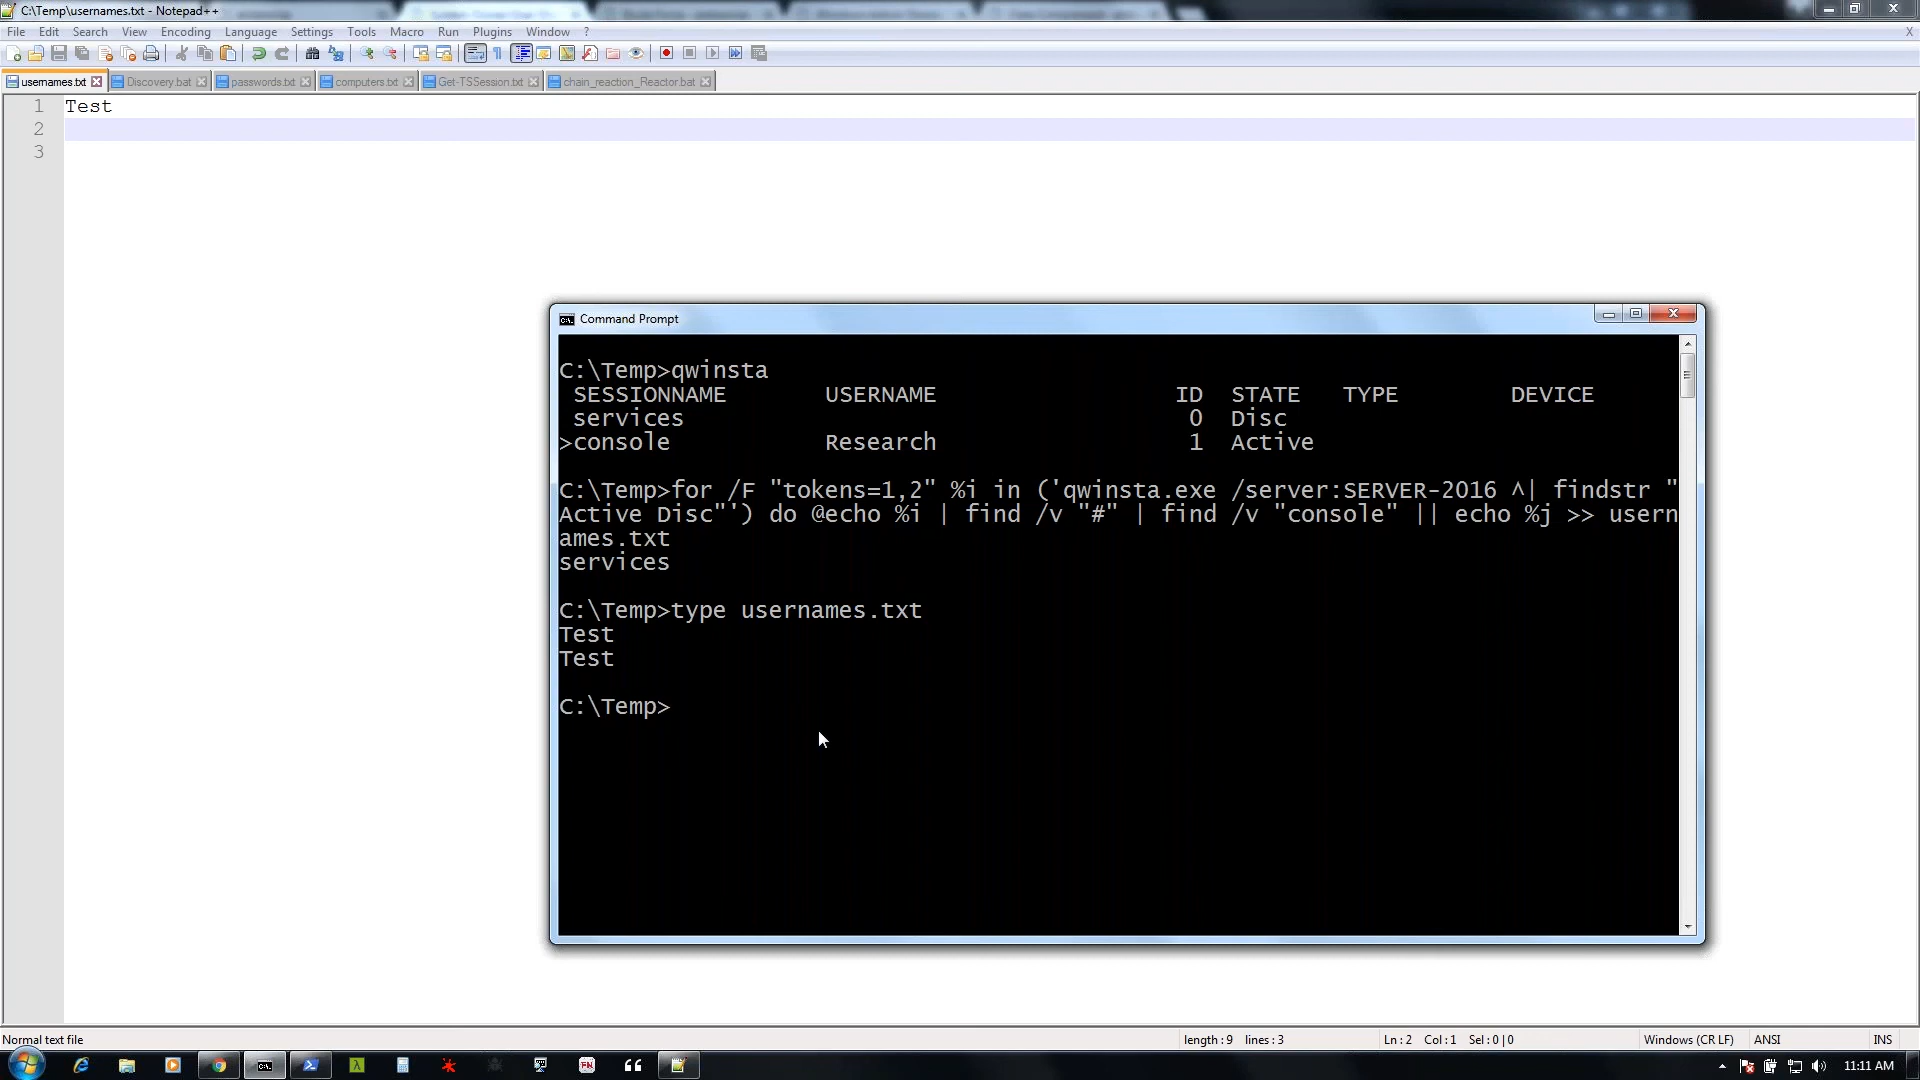 C:\Temp\usernames.txt - Notepad++
File Edit Search View Encoding Language Settings Tools Macro Run Plugins Window ? X
usernames.txt Discovery.bat passwords.txt computers.txt Get-TSSession.txt chain_reaction_Reactor.bat
1 Test
2
3
Command Prompt
C:\Temp>qwinsta
SESSIONNAME USERNAME ID STATE TYPE DEVICE
services 0 Disc
>console Research 1 Active
C:\Temp>for /F "tokens=1,2" %i in ('qwinsta.exe /server:SERVER-2016 ^| findstr "
Active Disc"') do @echo %i | find /v "#" | find /v "console" || echo %j >> usern
ames.txt
services
C:\Temp>type usernames.txt
Test
Test
C:\Temp>
Normal text file length : 9 lines : 3 Ln : 2 Col : 1 Sel : 0 | 0 Windows (CR LF) ANSI INS
11:11 AM